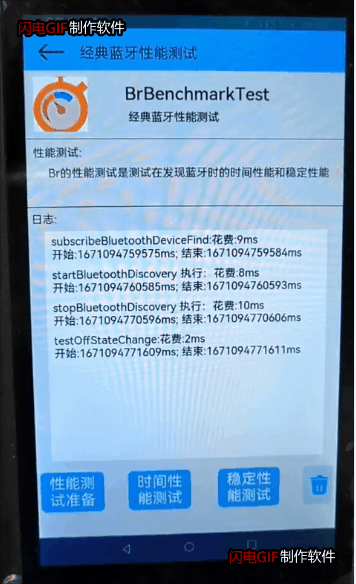 闪电GIF制作软件
经典蓝牙性能测试
BrBenchmarkTest
经典蓝牙性能测试
性能测试:
Br的性能测试是测试在发现蓝牙时的时间性能和稳定性能
日志:
subscribeBluetoothDeviceFind:花费:9ms
开始:1671094759575ms; 结束:1671094759584ms
startBluetoothDiscovery 执行: 花费:8ms
开始:1671094760585ms; 结束:1671094760593ms
stopBluetoothDiscovery 执行: 花费:10ms
开始:1671094770596ms; 结束:1671094770606ms
testOffStateChange:花费:2ms
开始:1671094771609ms; 结束:1671094771611ms
性能测
试准备
时间性
能测试
稳定性
能测试
闪电GIF制作软件